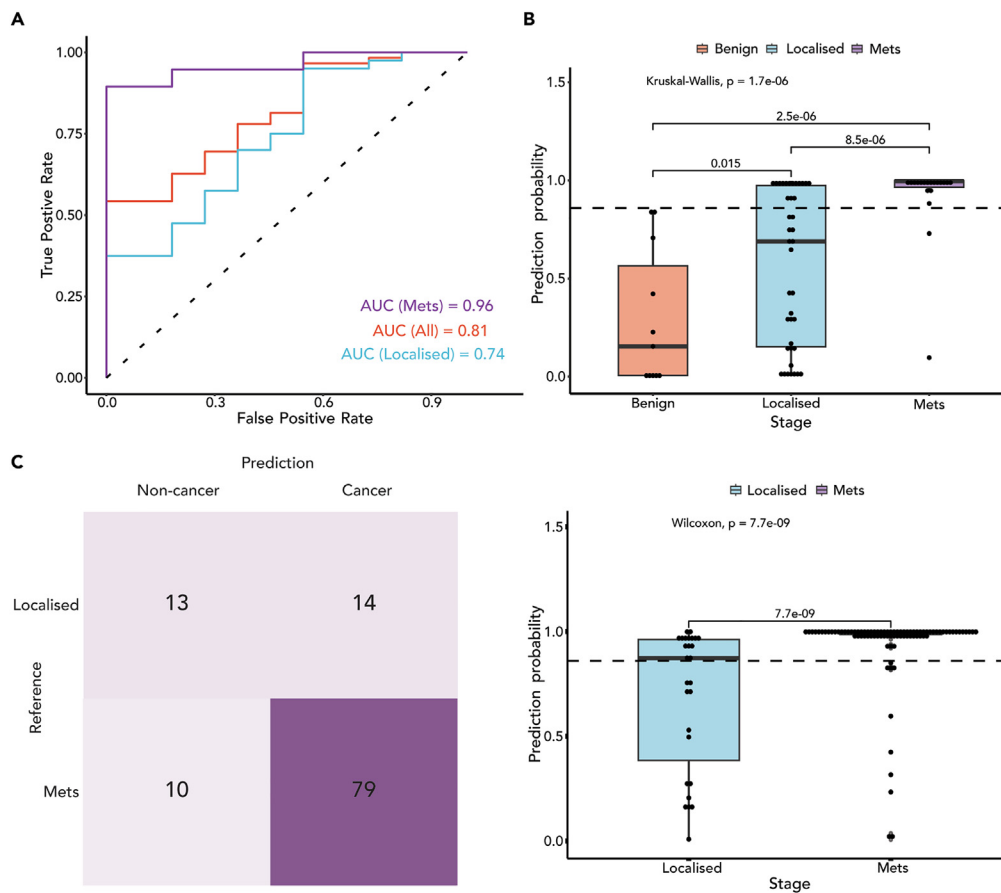 A
1.00
0.75
0.50
0.25
0.00
True Postive Rate
AUC (Mets) = 0.96
AUC (All) = 0.81
AUC (Localised) = 0.74
0.0 0.3 0.6 0.9
False Positive Rate
B
Benign Localised Mets
Kruskal-Wallis, p = 1.7e-06
2.5e-06
8.5e-06
0.015
1.5
1.0
0.5
0.0
Prediction probability
Benign Localised Mets
Stage
C
Prediction
Non-cancer Cancer
Reference
Localised 13 14
Mets 10 79
Localised Mets
Wilcoxon, p = 7.7e-09
7.7e-09
1.5
1.0
0.5
0.0
Prediction probability
Localised Mets
Stage